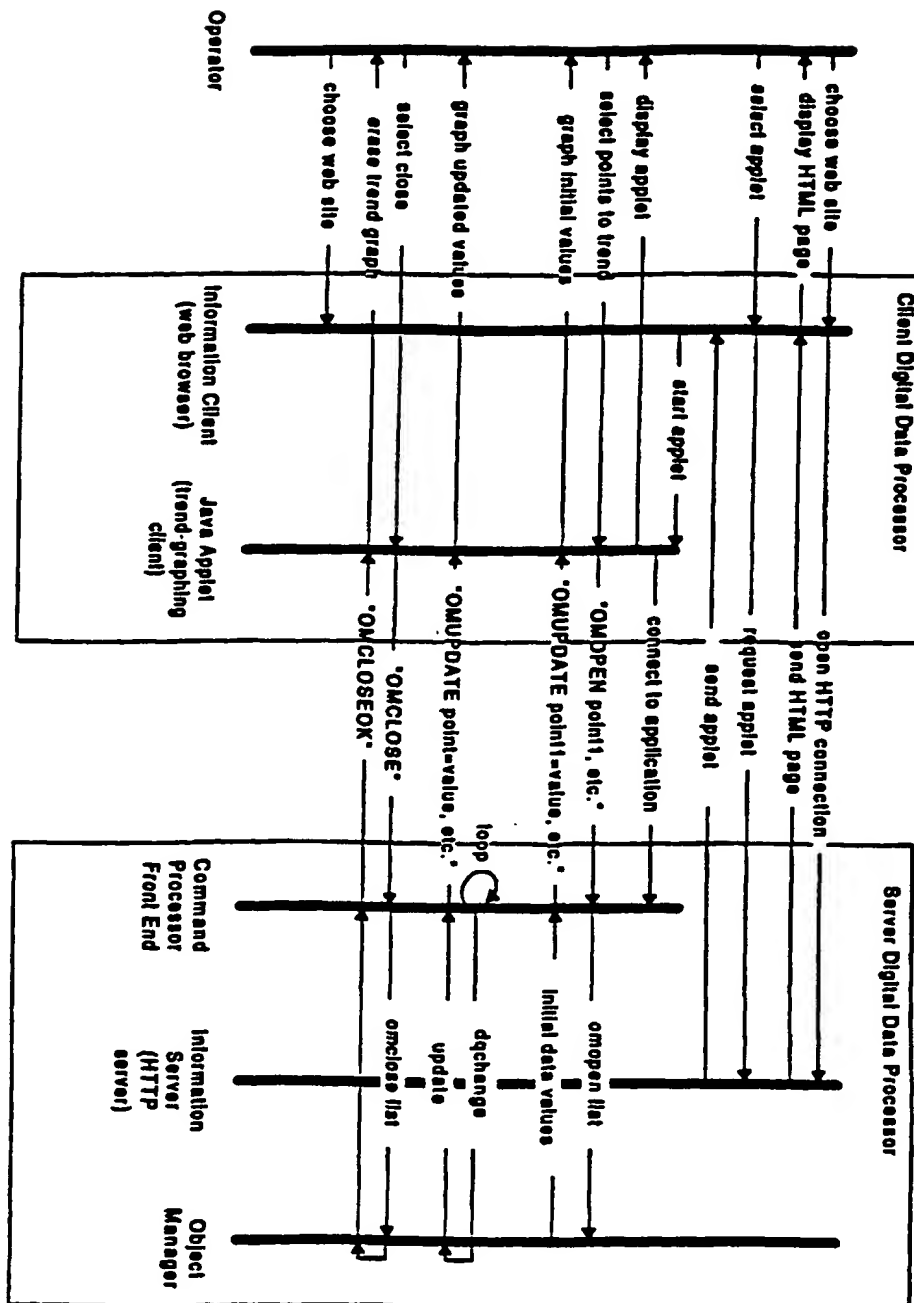 Client Digital Data Processor
Server Digital Data Processor
choose web site
open HTTP connection
display HTML page
send HTML page
select applet
request applet
send applet
start applet
connect to application
display applet
select points to trend
"OMOPEN point1, etc."
omopen list
graph initial values
"OMUPDATE point1=value, etc."
initial data values
loop
dqchange
graph updated values
"OMUPDATE point=value, etc."
update
select close
"OMCLOSE"
omclose list
erase trend graph
"OMCLOSEOK"
choose web site
Operator
Information Client
(web browser)
Java Applet
(trend-graphing
client)
Command
Processor
Front End
Information
Server
(HTTP
server)
Object
Manager